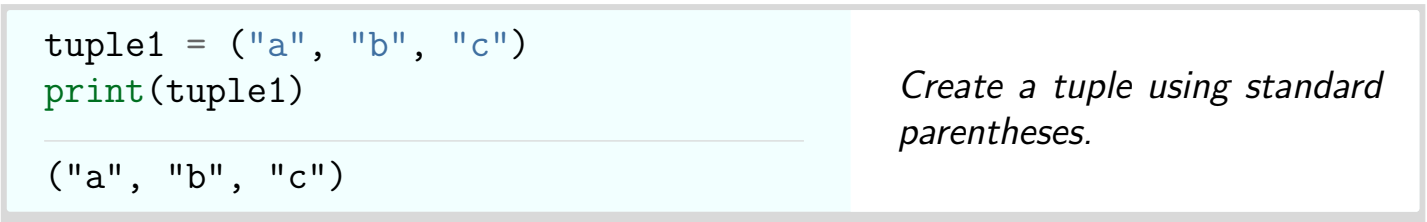 tuple1 = ("a", "b", "c")
print(tuple1)
("a", "b", "c")
Create a tuple using standard
parentheses.